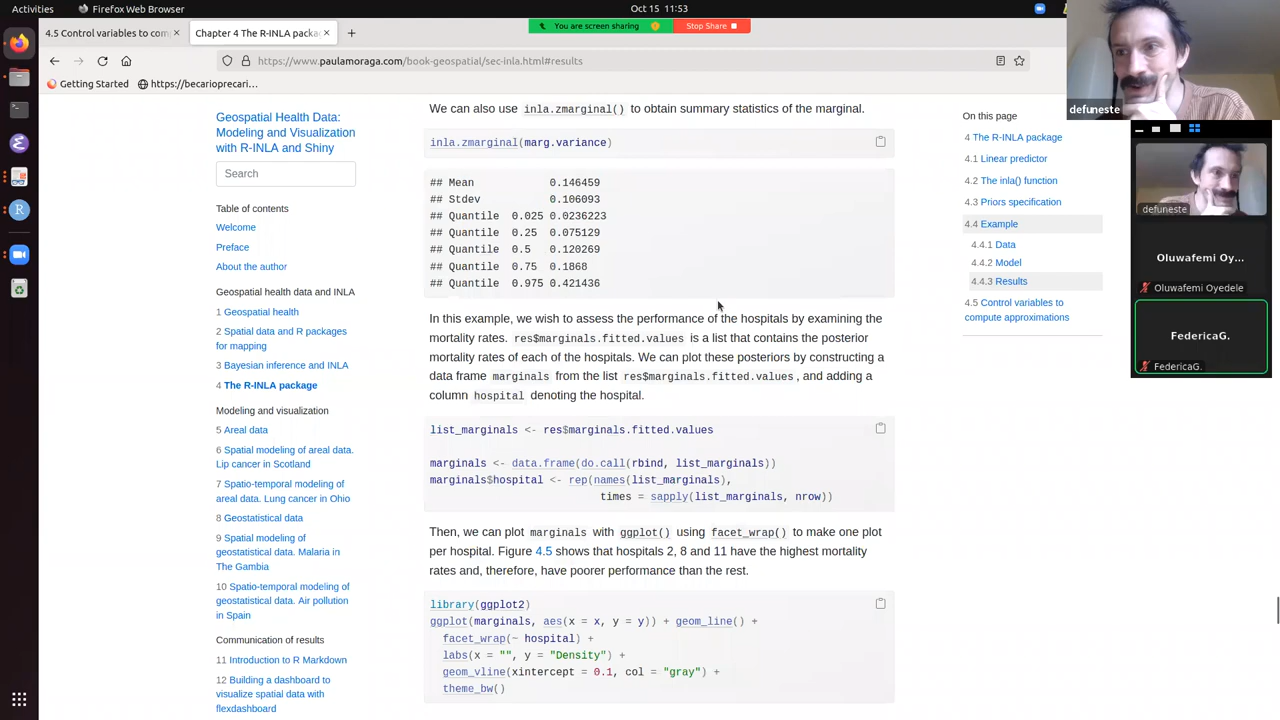 Activities
Firefox Web Browser
Oct 15 11:53
4.5 Control variables to com
Chapter 4 The R-INLA packa
You are screen sharing
Stop Share
https://www.paulamoraga.com/book-geospatial/sec-inla.html#results
Getting Started
https://becarioprecari…
Geospatial Health Data:
Modeling and Visualization
with R-INLA and Shiny
Search
Table of contents
Welcome
Preface
About the author
Geospatial health data and INLA
1 Geospatial health
2 Spatial data and R packages
for mapping
3 Bayesian inference and INLA
4 The R-INLA package
Modeling and visualization
5 Areal data
6 Spatial modeling of areal data.
Lip cancer in Scotland
7 Spatio-temporal modeling of
areal data. Lung cancer in Ohio
8 Geostatistical data
9 Spatial modeling of
geostatistical data. Malaria in
The Gambia
10 Spatio-temporal modeling of
geostatistical data. Air pollution
in Spain
Communication of results
11 Introduction to R Markdown
12 Building a dashboard to
visualize spatial data with
flexdashboard
We can also use inla.zmarginal() to obtain summary statistics of the marginal.
inla.zmarginal(marg.variance)
## Mean 0.146459
## Stdev 0.106093
## Quantile 0.025 0.0236223
## Quantile 0.25 0.075129
## Quantile 0.5 0.120269
## Quantile 0.75 0.1868
## Quantile 0.975 0.421436
In this example, we wish to assess the performance of the hospitals by examining the
mortality rates. res$marginals.fitted.values is a list that contains the posterior
mortality rates of each of the hospitals. We can plot these posteriors by constructing a
data frame marginals from the list res$marginals.fitted.values, and adding a
column hospital denoting the hospital.
list_marginals <- res$marginals.fitted.values
marginals <- data.frame(do.call(rbind, list_marginals))
marginals$hospital <- rep(names(list_marginals),
times = sapply(list_marginals, nrow))
Then, we can plot marginals with ggplot() using facet_wrap() to make one plot
per hospital. Figure 4.5 shows that hospitals 2, 8 and 11 have the highest mortality
rates and, therefore, have poorer performance than the rest.
library(ggplot2)
ggplot(marginals, aes(x = x, y = y)) + geom_line() +
facet_wrap(~ hospital) +
labs(x = "", y = "Density") +
geom_vline(xintercept = 0.1, col = "gray") +
theme_bw()
On this page
4 The R-INLA package
4.1 Linear predictor
4.2 The inla() function
4.3 Priors specification
4.4 Example
4.4.1 Data
4.4.2 Model
4.4.3 Results
4.5 Control variables to
compute approximations
defuneste
defuneste
Oluwafemi Oy...
Oluwafemi Oyedele
FedericaG.
FedericaG.